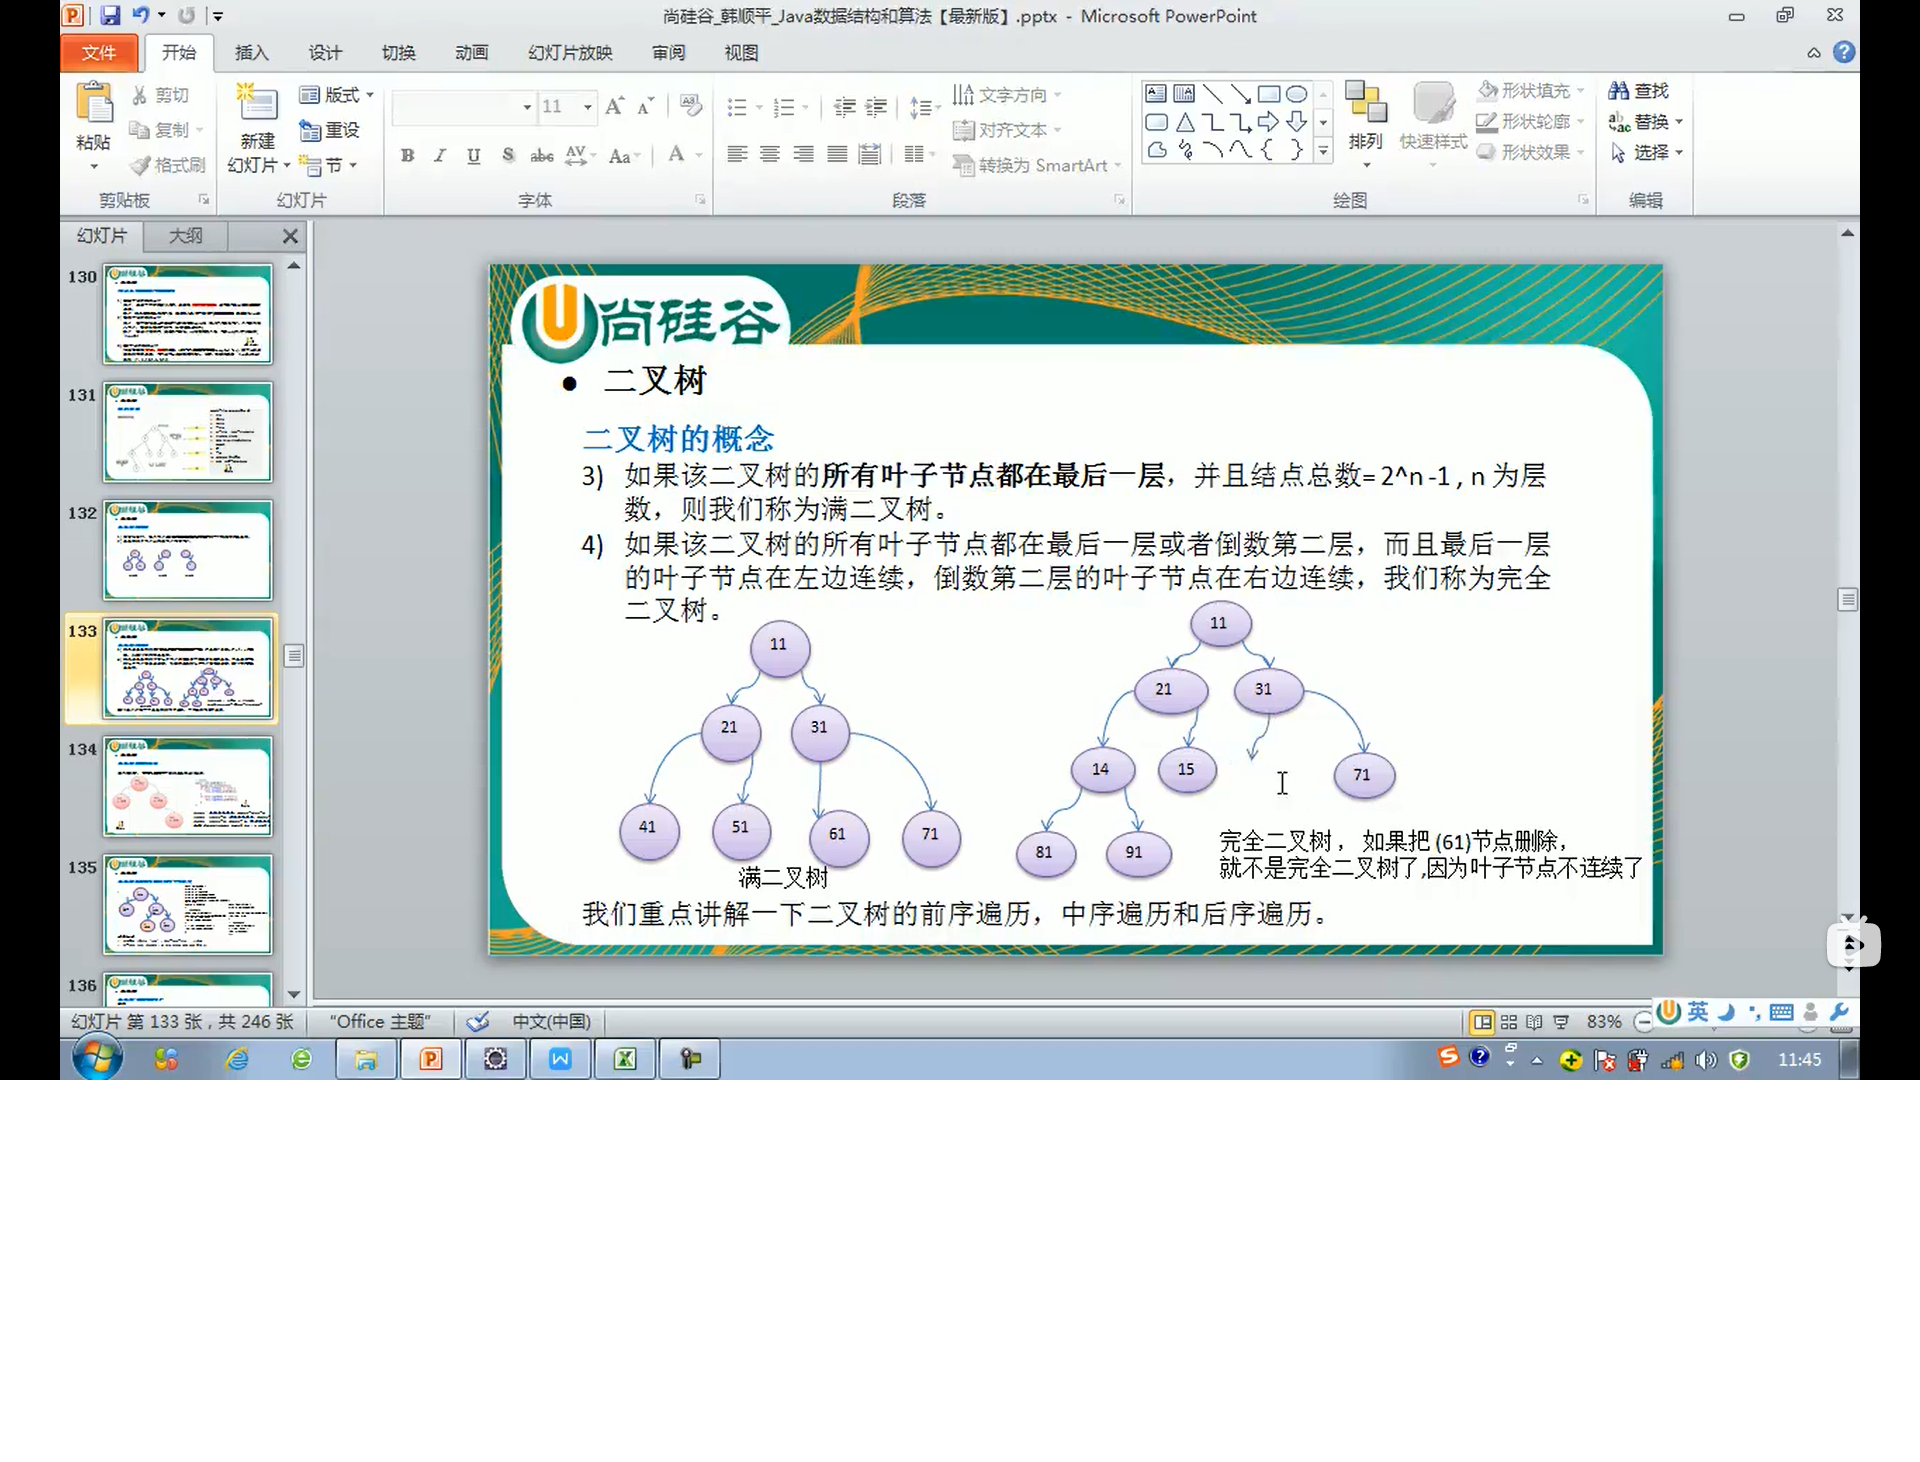 尚硅谷_韩顺平_Java数据结构和算法【最新版】.pptx - Microsoft PowerPoint
文件 开始 插入 设计 切换 动画 幻灯片放映 审阅 视图
粘贴
剪切
复制
格式刷
剪贴板
新建
幻灯片
版式
重设
节
幻灯片
11
B I U S abc AV Aa A
字体
文字方向
对齐文本
转换为 SmartArt
段落
排列
快速样式
形状填充
形状轮廓
形状效果
绘图
查找
替换
选择
编辑
幻灯片 大纲
130
131
132
133
134
135
136
尚硅谷
• 二叉树
二叉树的概念
3) 如果该二叉树的所有叶子节点都在最后一层，并且结点总数= 2^n -1 , n 为层
数，则我们称为满二叉树。
4) 如果该二叉树的所有叶子节点都在最后一层或者倒数第二层，而且最后一层
的叶子节点在左边连续，倒数第二层的叶子节点在右边连续，我们称为完全
二叉树。
11
21 31
41 51 61 71
满二叉树
11
21 31
14 15 71
81 91
完全二叉树， 如果把 (61)节点删除，
就不是完全二叉树了,因为叶子节点不连续了
我们重点讲解一下二叉树的前序遍历，中序遍历和后序遍历。
幻灯片 第 133 张，共 246 张 "Office 主题" 中文(中国) 83%
英
11:45